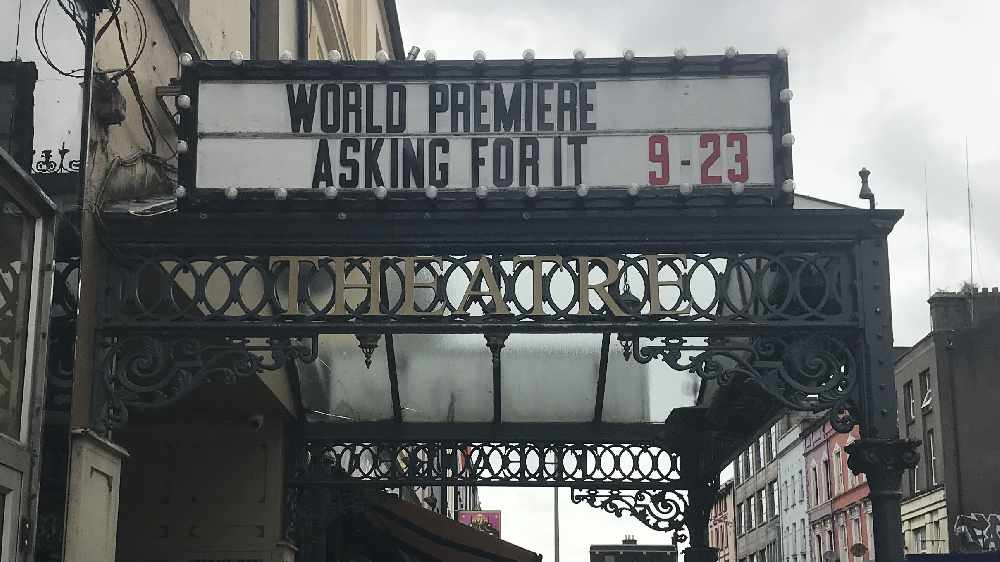 WORLD PREMIERE
ASKING FOR IT 9-23
THEATRE